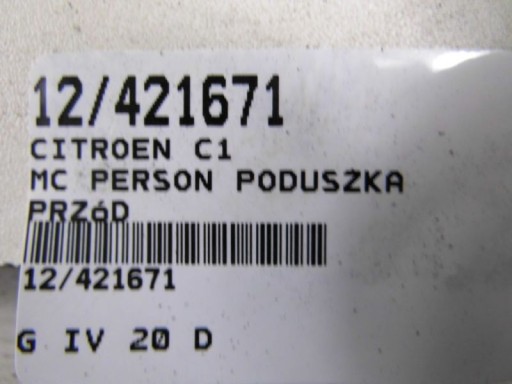 12/421671
CITROEN C1
MC PERSON PODUSZKA
PRZóD
12/421671
G IV 20 D